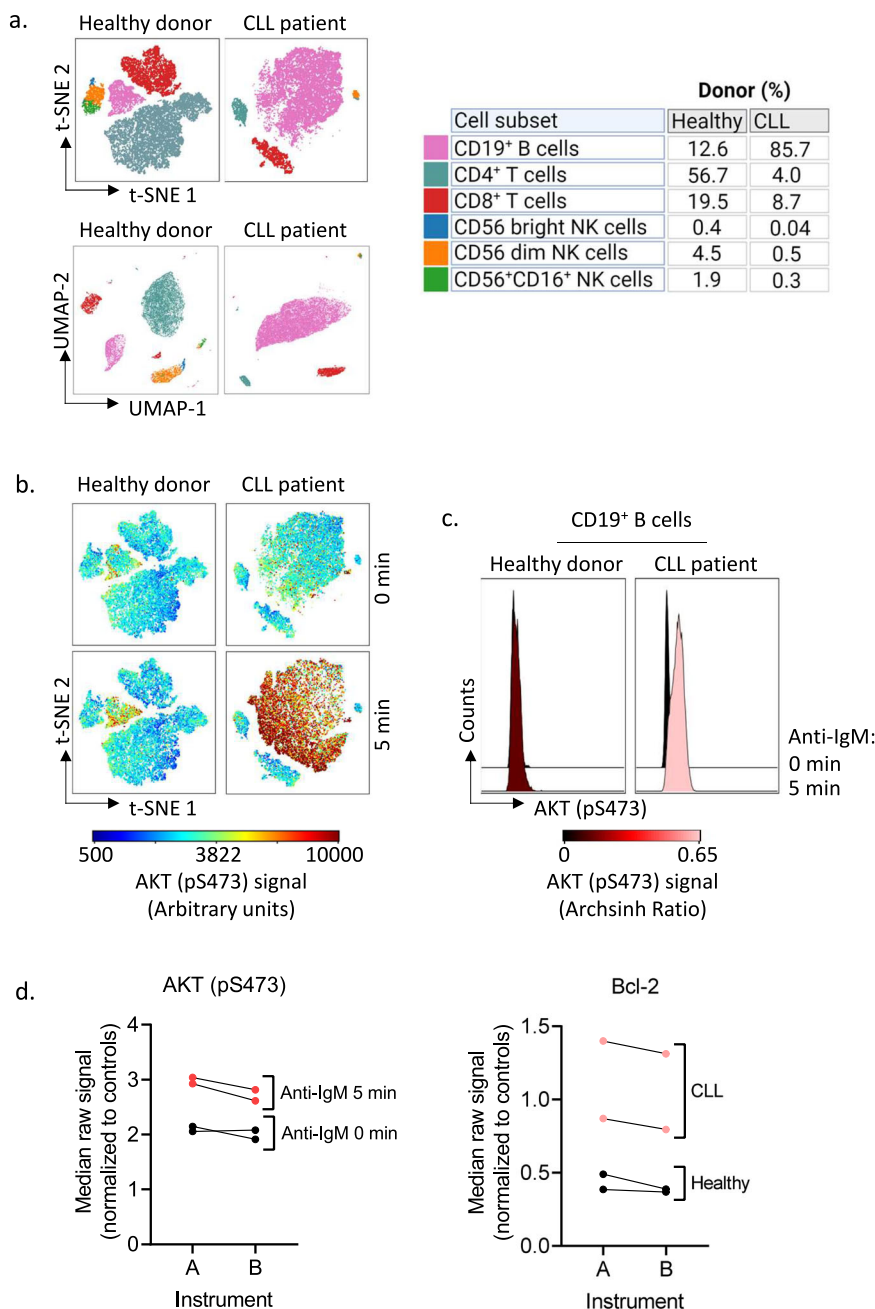 a.
Healthy donor
CLL patient
t-SNE 2
t-SNE 1
Healthy donor
CLL patient
UMAP-2
UMAP-1
Donor (%)
Cell subset Healthy CLL
CD19⁺ B cells 12.6 85.7
CD4⁺ T cells 56.7 4.0
CD8⁺ T cells 19.5 8.7
CD56 bright NK cells 0.4 0.04
CD56 dim NK cells 4.5 0.5
CD56⁺CD16⁺ NK cells 1.9 0.3
b.
Healthy donor
CLL patient
0 min
5 min
t-SNE 2
t-SNE 1
500 3822 10000
AKT (pS473) signal
(Arbitrary units)
c.
CD19⁺ B cells
Healthy donor
CLL patient
Counts
AKT (pS473)
Anti-IgM:
0 min
5 min
0 0.65
AKT (pS473) signal
(Archsinh Ratio)
d.
AKT (pS473)
Median raw signal
(normalized to controls)
4
3
2
1
0
Anti-IgM 5 min
Anti-IgM 0 min
A B
Instrument
Bcl-2
Median raw signal
(normalized to controls)
1.5
1.0
0.5
0.0
CLL
Healthy
A B
Instrument